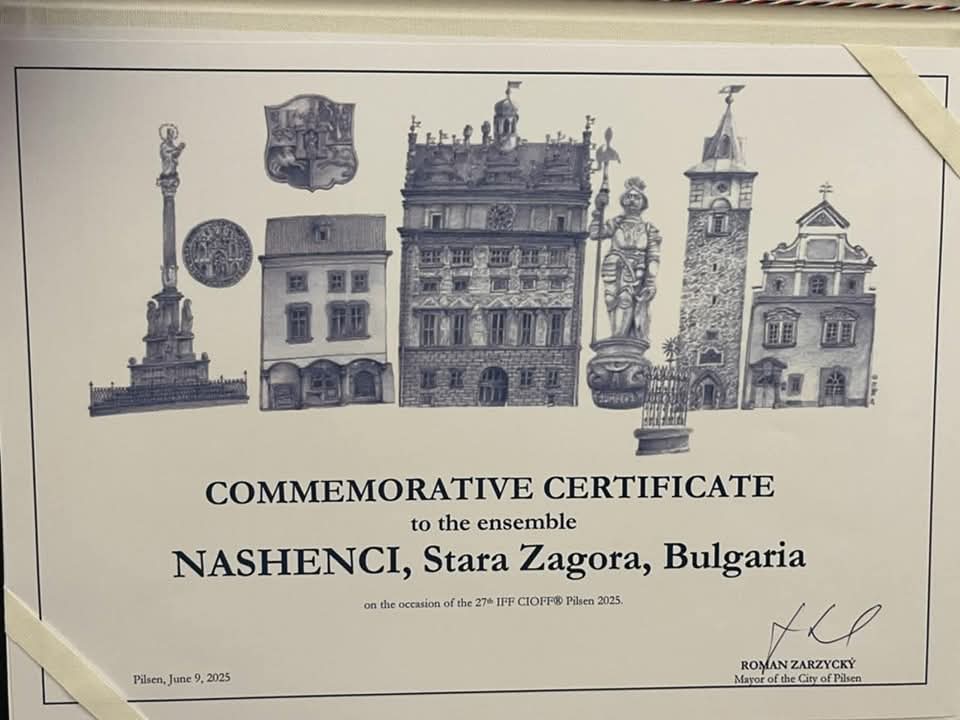 COMMEMORATIVE CERTIFICATE
to the ensemble
NASHENCI, Stara Zagora, Bulgaria
on the occasion of the 27th IFF CIOFF® Pilsen 2025.
ROMAN ZARZYCKÝ
Pilsen, June 9, 2025
Mayor of the City of Pilsen